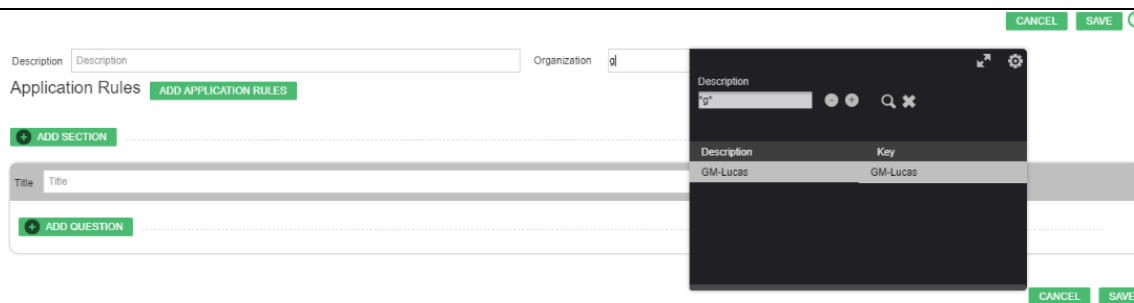 CANCEL SAVE
Description Description Organization g
Application Rules ADD APPLICATION RULES
Description
"g"
ADD SECTION
Description Key
GM-Lucas GM-Lucas
Title Title
ADD QUESTION
CANCEL SAVE